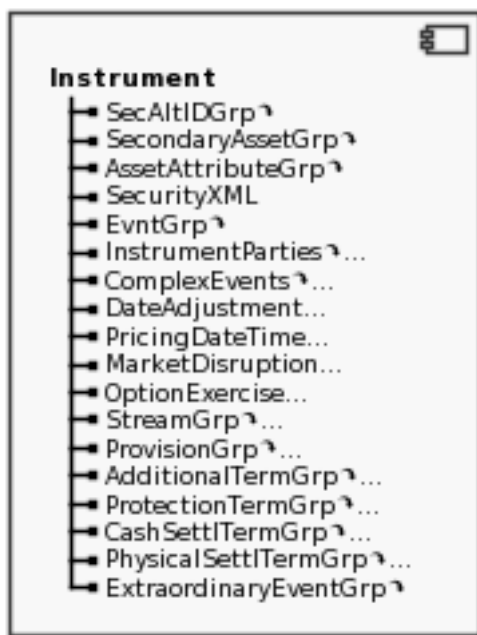 Instrument
SecAltIDGrp
SecondaryAssetGrp
AssetAttributeGrp
SecurityXML
EvntGrp
InstrumentParties...
ComplexEvents...
DateAdjustment...
PricingDateTime...
MarketDisruption...
OptionExercise...
StreamGrp...
ProvisionGrp...
AdditionalTermGrp...
ProtectionTermGrp...
CashSettlTermGrp...
PhysicalSettlTermGrp...
ExtraordinaryEventGrp